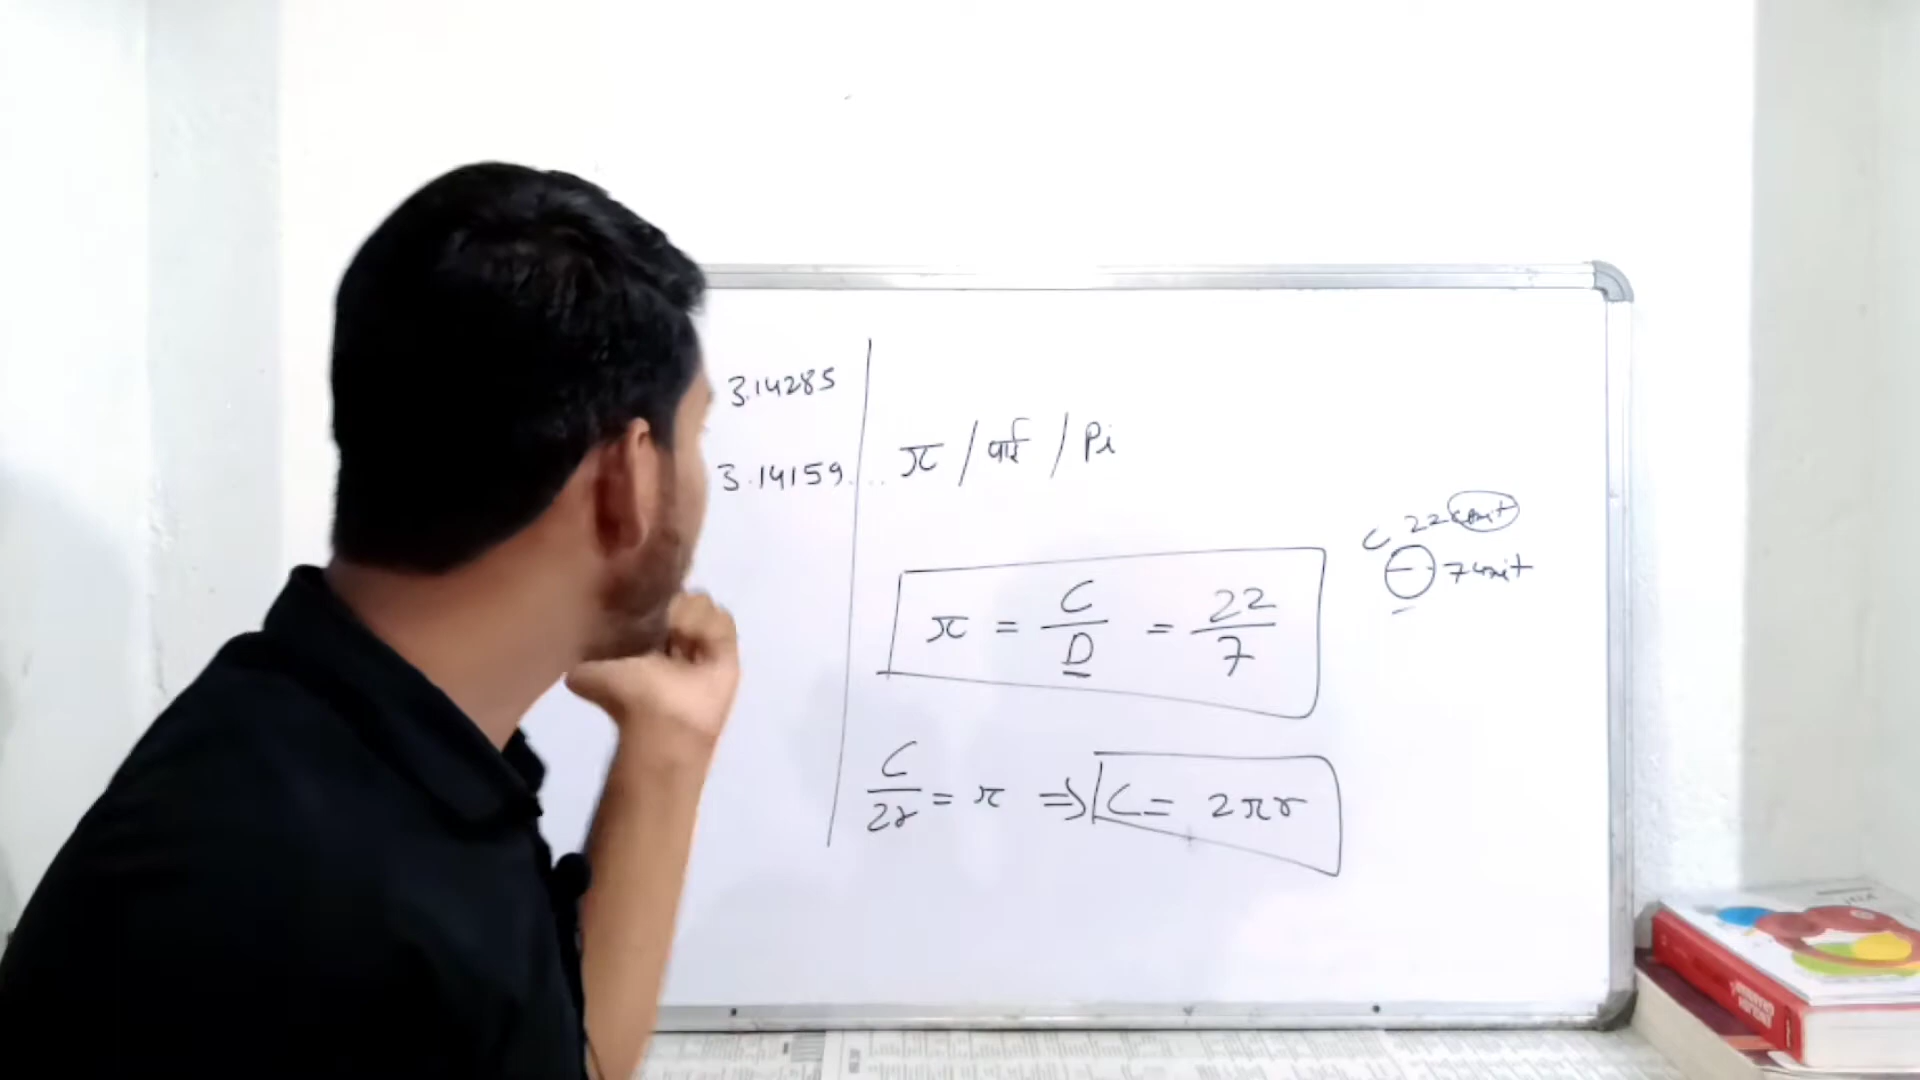 3.14285
3.14159.... π / पाई / Pi
C 22 unit
7 unit
π = C/D = 22/7
C/2r = π ⇒ C = 2πr